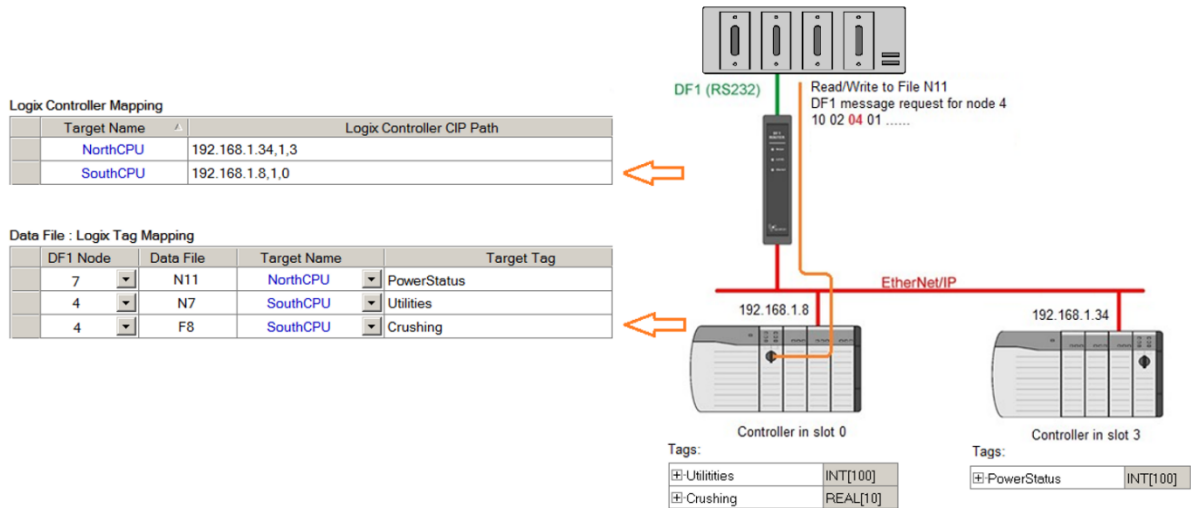 DF1 (RS232)
Read/Write to File N11
DF1 message request for node 4
10 02 04 01 ......
Logix Controller Mapping
Target Name Logix Controller CIP Path
NorthCPU 192.168.1.34,1,3
SouthCPU 192.168.1.8,1,0
Data File : Logix Tag Mapping
DF1 Node Data File Target Name Target Tag
7 N11 NorthCPU PowerStatus
4 N7 SouthCPU Utilities
4 F8 SouthCPU Crushing
EtherNet/IP
192.168.1.8
192.168.1.34
Controller in slot 0
Controller in slot 3
Tags:
Utilitities INT[100]
Crushing REAL[10]
Tags:
PowerStatus INT[100]